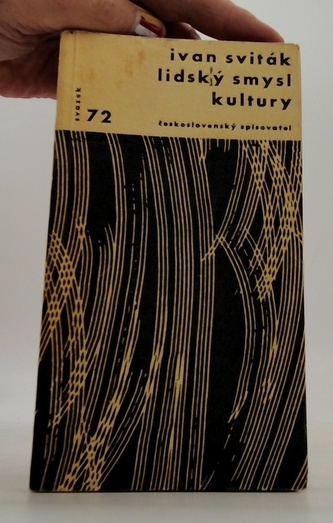 ivan sviták
lidský smysl
kultury
svazek 72
československý spisovatel